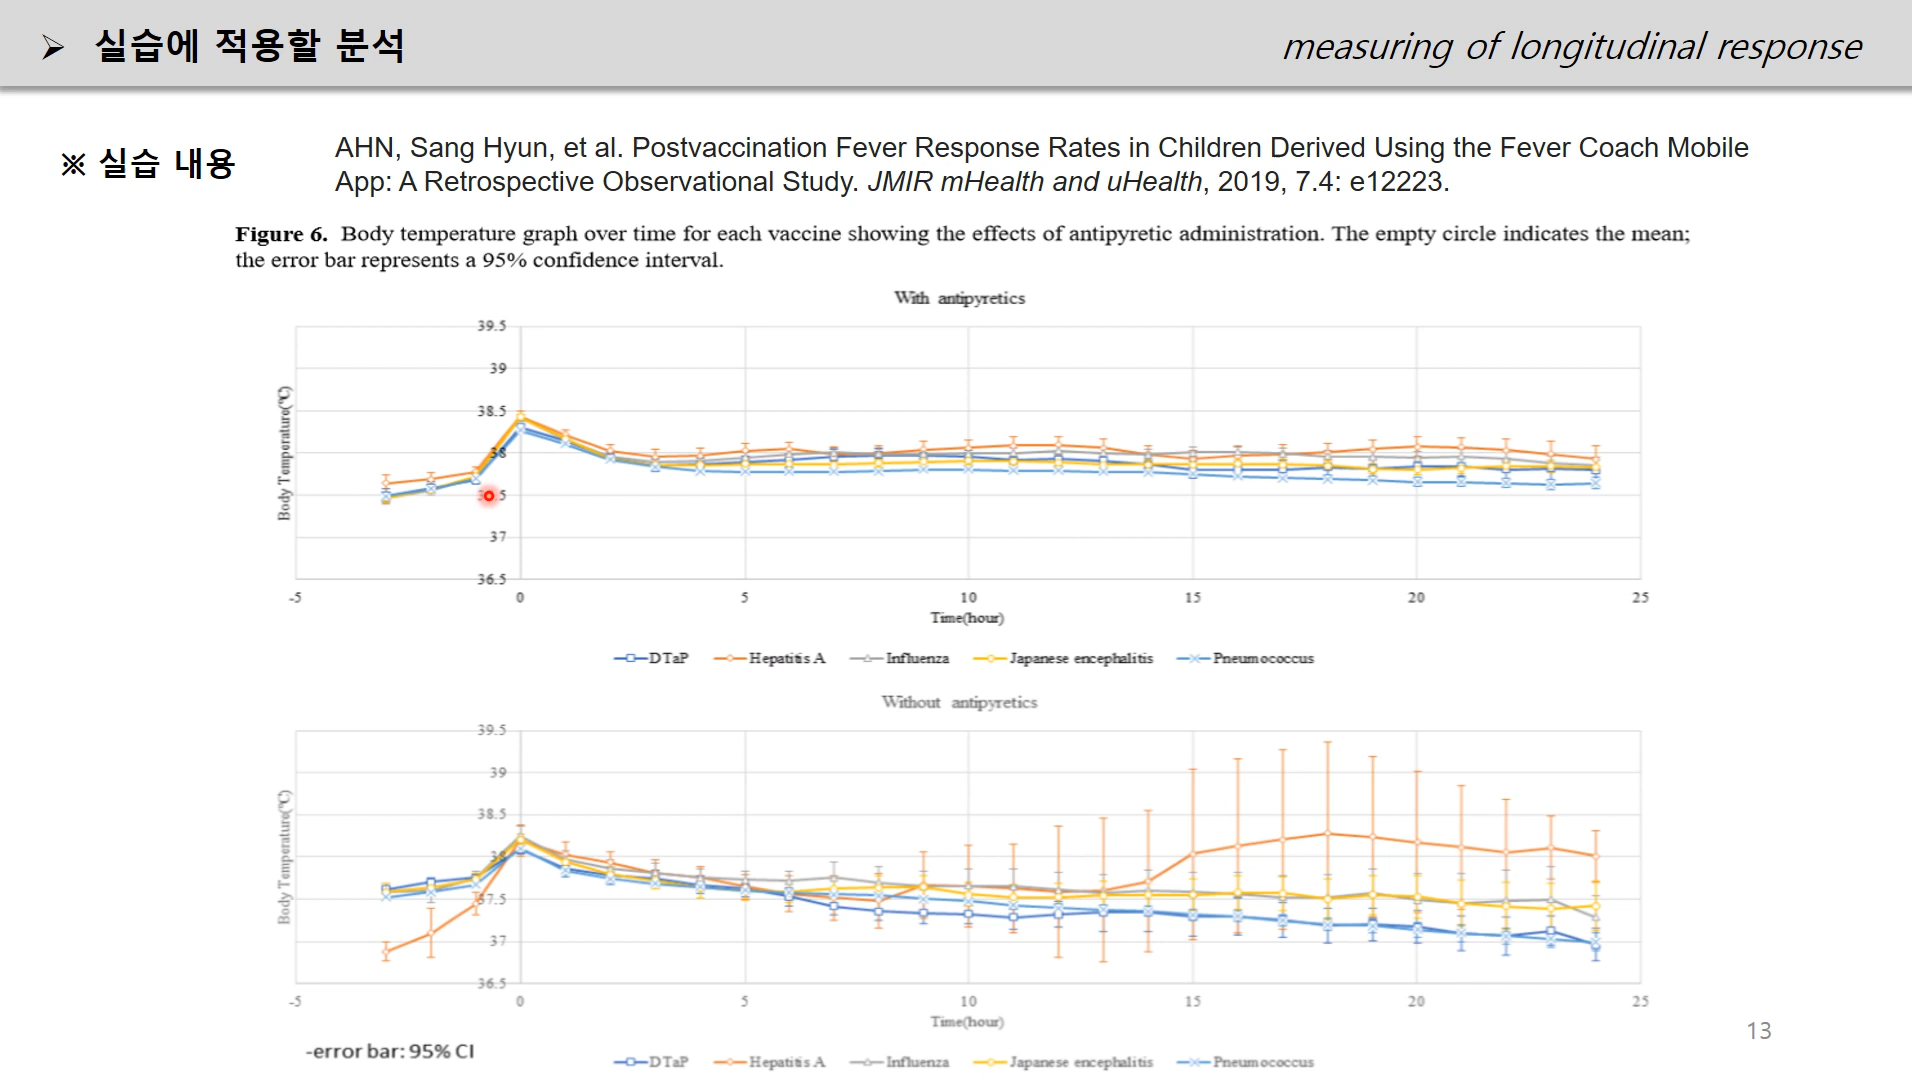 ➢ 실습에 적용할 분석
measuring of longitudinal response
※ 실습 내용
AHN, Sang Hyun, et al. Postvaccination Fever Response Rates in Children Derived Using the Fever Coach Mobile
App: A Retrospective Observational Study. JMIR mHealth and uHealth, 2019, 7.4: e12223.
Figure 6. Body temperature graph over time for each vaccine showing the effects of antipyretic administration. The empty circle indicates the mean;
the error bar represents a 95% confidence interval.
With antipyretics
39.5
39
38.5
38
37
36.5
Body Temperature(℃)
-5 0 5 10 15 20 25
Time(hour)
DTaP Hepatitis A Influenza Japanese encephalitis Pneumococcus
Without antipyretics
39.5
39
38.5
38
37.5
37
36.5
Body Temperature(℃)
-5 0 5 10 15 20 25
Time(hour)
13
-error bar: 95% CI
DTaP Hepatitis A Influenza Japanese encephalitis Pneumococcus